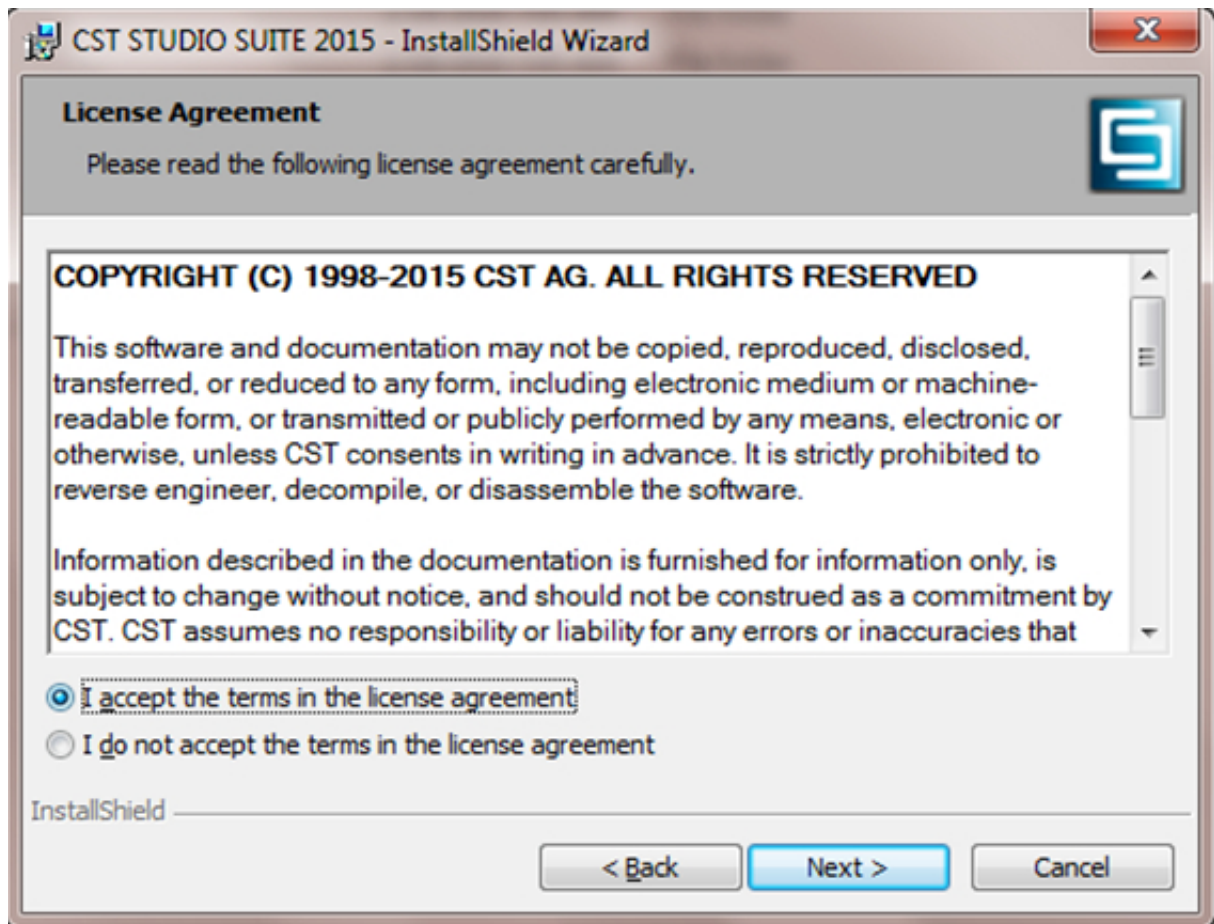 CST STUDIO SUITE 2015 - InstallShield Wizard
License Agreement
Please read the following license agreement carefully.
COPYRIGHT (C) 1998-2015 CST AG. ALL RIGHTS RESERVED
This software and documentation may not be copied, reproduced, disclosed,
transferred, or reduced to any form, including electronic medium or machine-
readable form, or transmitted or publicly performed by any means, electronic or
otherwise, unless CST consents in writing in advance. It is strictly prohibited to
reverse engineer, decompile, or disassemble the software.
Information described in the documentation is furnished for information only, is
subject to change without notice, and should not be construed as a commitment by
CST. CST assumes no responsibility or liability for any errors or inaccuracies that
I accept the terms in the license agreement
I do not accept the terms in the license agreement
InstallShield
< Back Next > Cancel